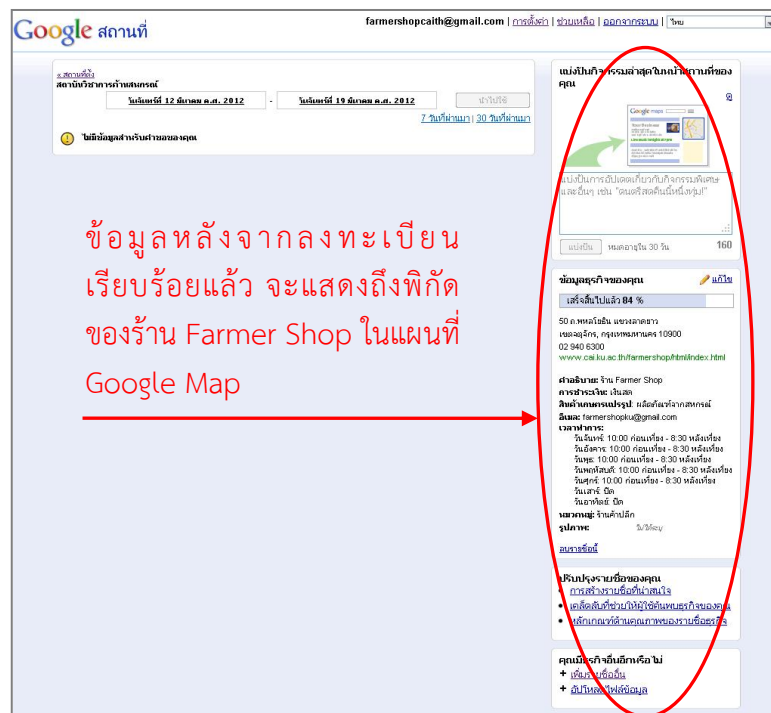 Google สถานที่
farmershopcaith@gmail.com | การตั้งค่า | ช่วยเหลือ | ออกจากระบบ | ไทย
« สถานที่ตั้ง
สถาบันวิชาการด้านสหกรณ์
วันจันทร์ที่ 12 มีนาคม ค.ศ. 2012 - วันจันทร์ที่ 19 มีนาคม ค.ศ. 2012 นำไปใช้
7 วันที่ผ่านมา | 30 วันที่ผ่านมา
ไม่มีข้อมูลสำหรับคำขอของคุณ
ข้อมูลหลังจากลงทะเบียน
เรียบร้อยแล้ว จะแสดงถึงพิกัด
ของร้าน Farmer Shop ในแผนที่
Google Map
แบ่งปันกิจกรรมล่าสุดในหน้าสถานที่ของ
คุณ
ดู
Google maps
แบ่งปันการอัปเดตเกี่ยวกับกิจกรรมพิเศษ
และอื่นๆ เช่น "ดนตรีสดคืนนี้หนึ่งทุ่ม!"
แบ่งปัน หมดอายุใน 30 วัน 160
ข้อมูลธุรกิจของคุณ แก้ไข
เสร็จสิ้นไปแล้ว 84 %
50 ถ.พหลโยธิน แขวงลาดยาว
เขตจตุจักร, กรุงเทพมหานคร 10900
02 940 6300
www.cai.ku.ac.th/farmershop/html/index.html
คำอธิบาย: ร้าน Farmer Shop
การชำระเงิน: เงินสด
สินค้าเกษตรแปรรูป: ผลิตภัณฑ์จากสหกรณ์
อีเมล: farmershopku@gmail.com
เวลาทำการ:
วันจันทร์: 10:00 ก่อนเที่ยง - 8:30 หลังเที่ยง
วันอังคาร: 10:00 ก่อนเที่ยง - 8:30 หลังเที่ยง
วันพุธ: 10:00 ก่อนเที่ยง - 8:30 หลังเที่ยง
วันพฤหัสบดี: 10:00 ก่อนเที่ยง - 8:30 หลังเที่ยง
วันศุกร์: 10:00 ก่อนเที่ยง - 8:30 หลังเที่ยง
วันเสาร์: ปิด
วันอาทิตย์: ปิด
หมวดหมู่: ร้านค้าปลีก
รูปภาพ: ไม่ได้ระบุ
ลบรายชื่อนี้
ปรับปรุงรายชื่อของคุณ
• การสร้างรายชื่อที่น่าสนใจ
• เคล็ดลับที่ช่วยให้ผู้ใช้ค้นพบธุรกิจของคุณ
• หลักเกณฑ์ด้านคุณภาพของรายชื่อธุรกิจ
คุณมีธุรกิจอื่นอีกหรือไม่
+ เพิ่มรายชื่ออื่น
+ อัปโหลดไฟล์ข้อมูล